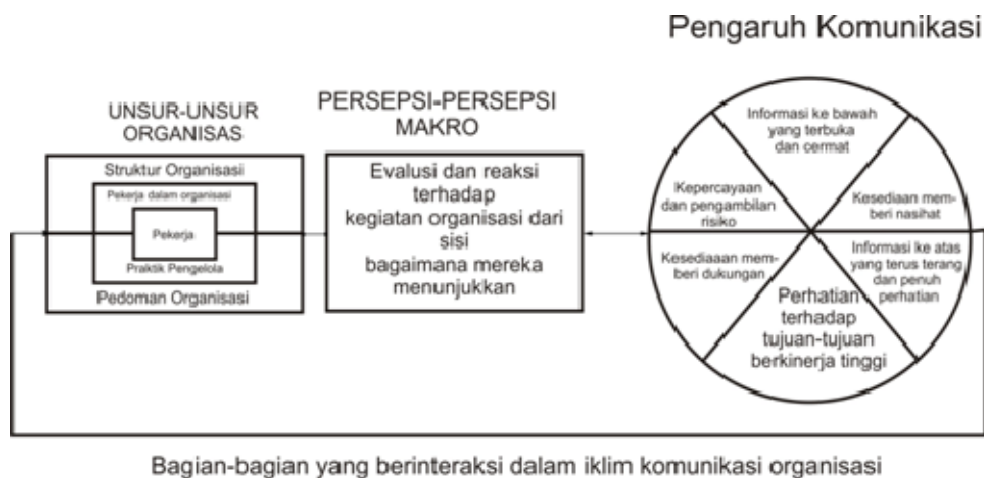 Pengaruh Komunikasi
UNSUR-UNSUR
ORGANISAS
Struktur Organisasii
Pekerja dalam organisasi
Pekerja
Praktik Pengelola
Pedoman Organisasi
PERSEPSI-PERSEPSI
MAKRO
Evalusi dan reaksi
terhadap
kegiatan organiisasi dari
sisi
bagaimana mereka
menunjukkan
Informasi ke bawah
yang terbuka
dan cermat
Kepercayaan
dan pengambilan
risiko
Kesediaan mem-
beri nasihat
Kesediaaan mem-
beri dukungan
Informasi ke atas
yang terus terang
dan penuh
perhatian
Perhatian
terhadap
tujuan-tujuan
berkinerja tinggi
Bagian-bagian yang berinteraksi dalam iklim komunikasi organisasi